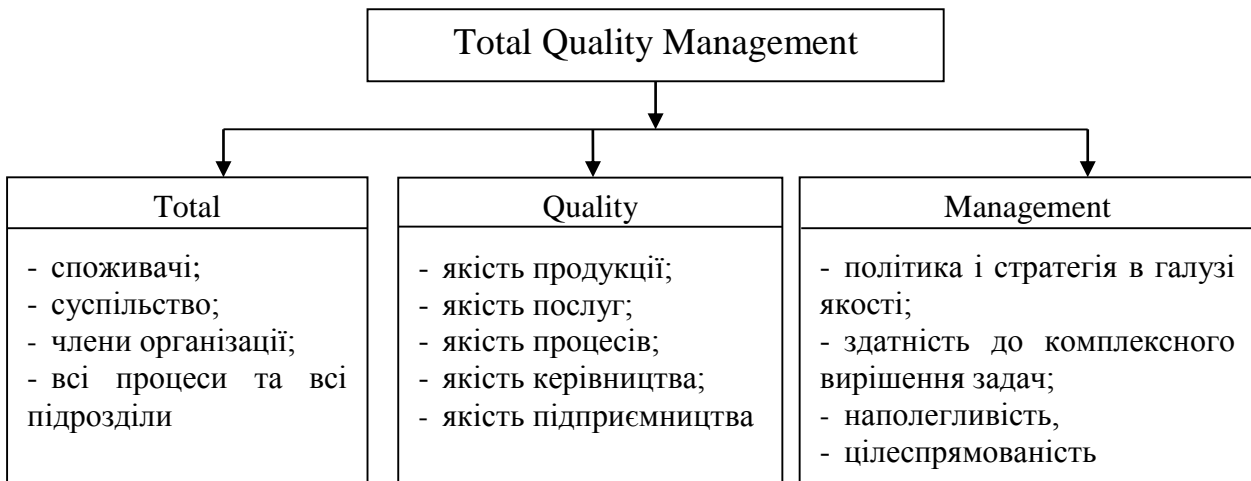 Total Quality Management
Total
- споживачі;
- суспільство;
- члени організації;
- всі процеси та всі
підрозділи
Quality
- якість продукції;
- якість послуг;
- якість процесів;
- якість керівництва;
- якість підприємництва
Management
- політика і стратегія в галузі
якості;
- здатність до комплексного
вирішення задач;
- наполегливість,
- цілеспрямованість